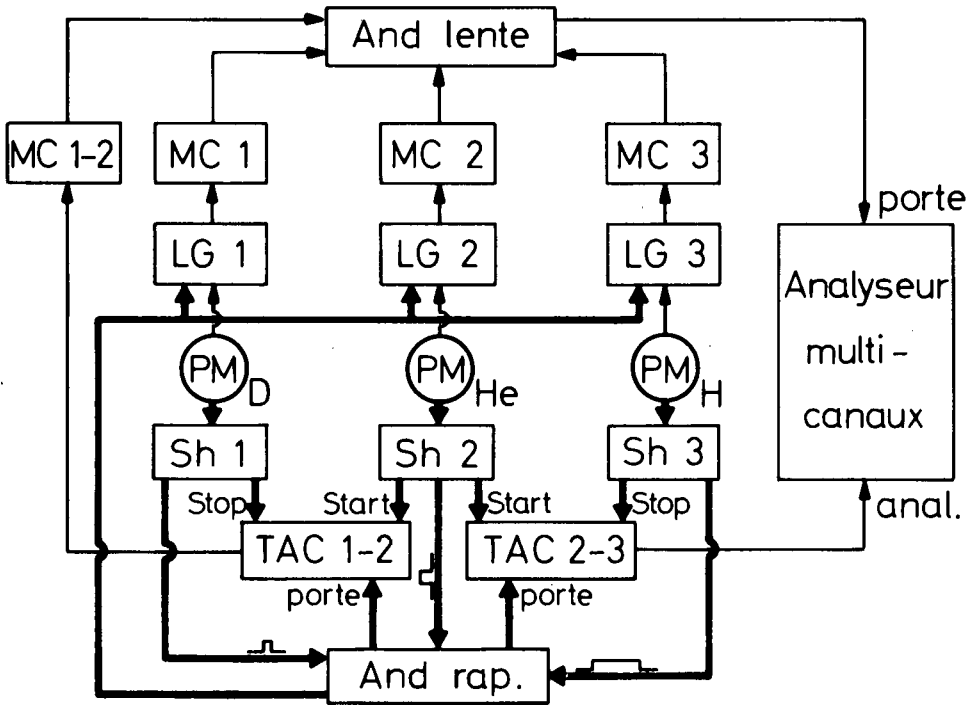 And lente
MC 1-2
MC 1
MC 2
MC 3
porte
LG 1
LG 2
LG 3
Analyseur
multi-
canaux
PM
D
PM
He
PM
H
Sh 1
Sh 2
Sh 3
Stop
Start
Start
Stop
anal.
TAC 1-2
TAC 2-3
porte
porte
And rap.